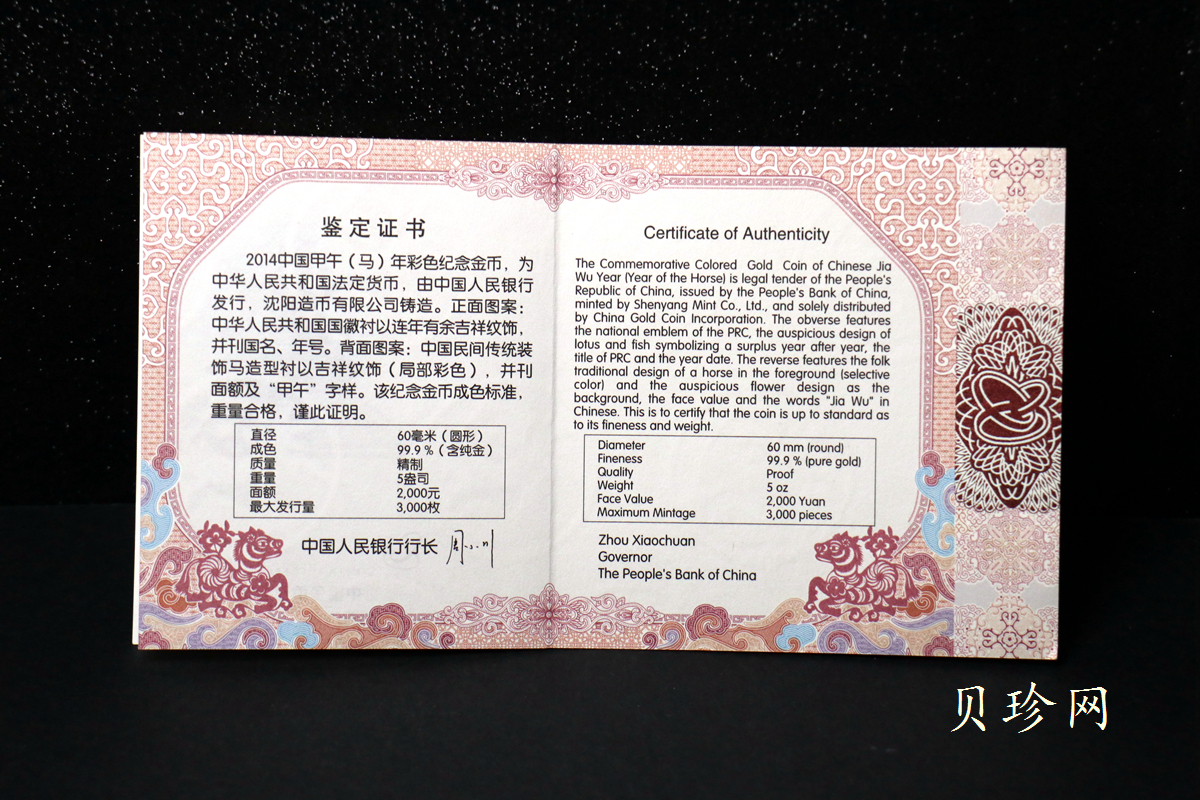 鉴定证书
2014中国甲午（马）年彩色纪念金币，为
中华人民共和国法定货币，由中国人民银行
发行，沈阳造币有限公司铸造。正面图案：
中华人民共和国国徽衬以连年有余吉祥纹饰，
并刊国名、年号。背面图案：中国民间传统装
饰马造型衬以吉祥纹饰（局部彩色），并刊
面额及“甲午”字样。该纪念金币成色标准，
重量合格，谨此证明。
直径 60毫米（圆形）
成色 99.9％（含纯金）
质量 精制
重量 5盎司
面额 2,000元
最大发行量 3,000枚
中国人民银行行长 周小川
Certificate of Authenticity
The Commemorative Colored Gold Coin of Chinese Jia
Wu Year (Year of the Horse) is legal tender of the People's
Republic of China, issued by the People's Bank of China,
minted by Shenyang Mint Co., Ltd., and solely distributed
by China Gold Coin Incorporation. The obverse features
the national emblem of the PRC, the auspicious design of
lotus and fish symbolizing a surplus year after year, the
title of PRC and the year date. The reverse features the folk
traditional design of a horse in the foreground (selective
color) and the auspicious flower design as the
background, the face value and the words "Jia Wu" in
Chinese. This is to certify that the coin is up to standard as
to its fineness and weight.
Diameter 60 mm (round)
Fineness 99.9 % (pure gold)
Quality Proof
Weight 5 oz
Face Value 2,000 Yuan
Maximum Mintage 3,000 pieces
Zhou Xiaochuan
Governor
The People's Bank of China
贝珍网